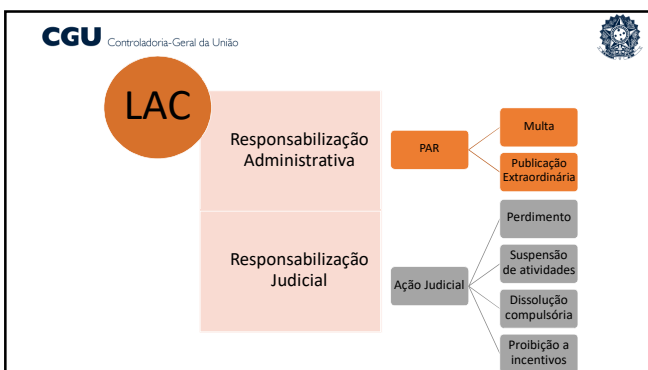 CGU Controladoria-Geral da União
LAC
Responsabilização
Administrativa
PAR
Multa
Publicação
Extraordinária
Responsabilização
Judicial
Ação Judicial
Perdimento
Suspensão
de atividades
Dissolução
compulsória
Proibição a
incentivos